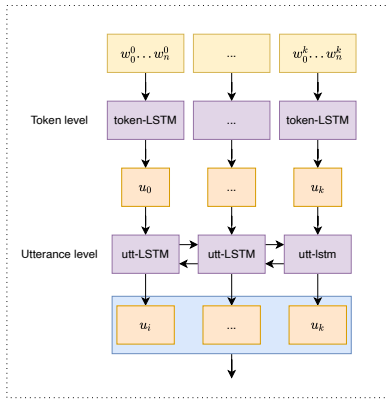 w_0^0...w_n^0 ... w_0^k...w_n^k
Token level token-LSTM ... token-LSTM
u_0 ... u_k
Utterance level utt-LSTM utt-LSTM utt-lstm
u_i ... u_k